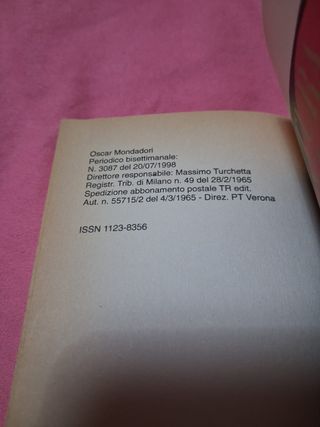 Oscar Mondadori
Periodico bisettimanale:
N. 3087 del 20/07/1998
Direttore responsabile: Massimo Turchetta
Registr. Trib. di Milano n. 49 del 28/2/1965
Spedizione abbonamento postale TR edit.
Aut. n. 55715/2 del 4/3/1965 - Direz. PT Verona
ISSN 1123-8356